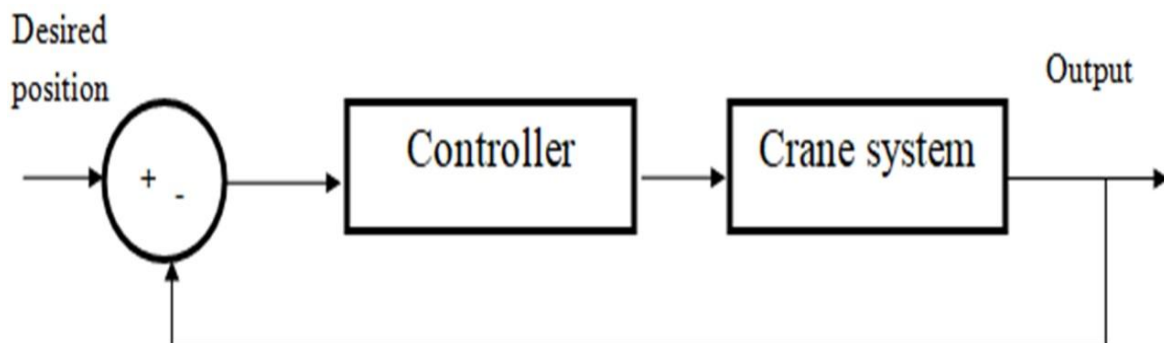 Desired
position
+
-
Controller
Crane system
Output